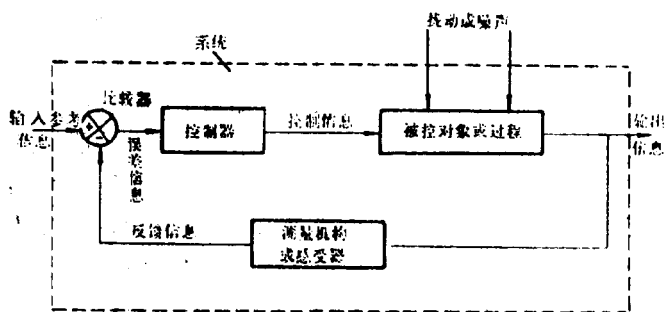 扰动或噪声
系统
比较器
输入参考
信息
+
-
误差信息
控制器
控制信息
被控对象或过程
输出
信息
反馈信息
测量机构
或感受器